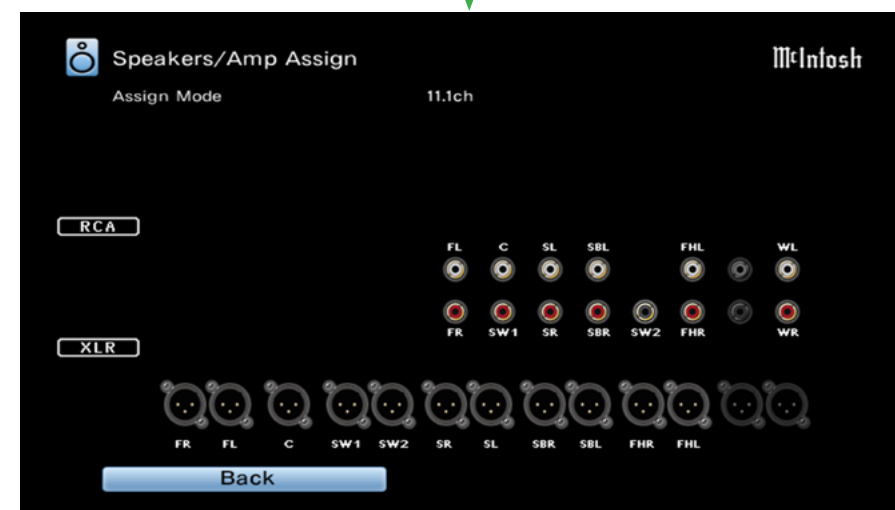 Speakers/Amp Assign
McIntosh
Assign Mode 11.1ch
RCA
FL C SL SBL FHL WL
FR SW1 SR SBR SW2 FHR WR
XLR
FR FL C SW1 SW2 SR SL SBR SBL FHR FHL
Back